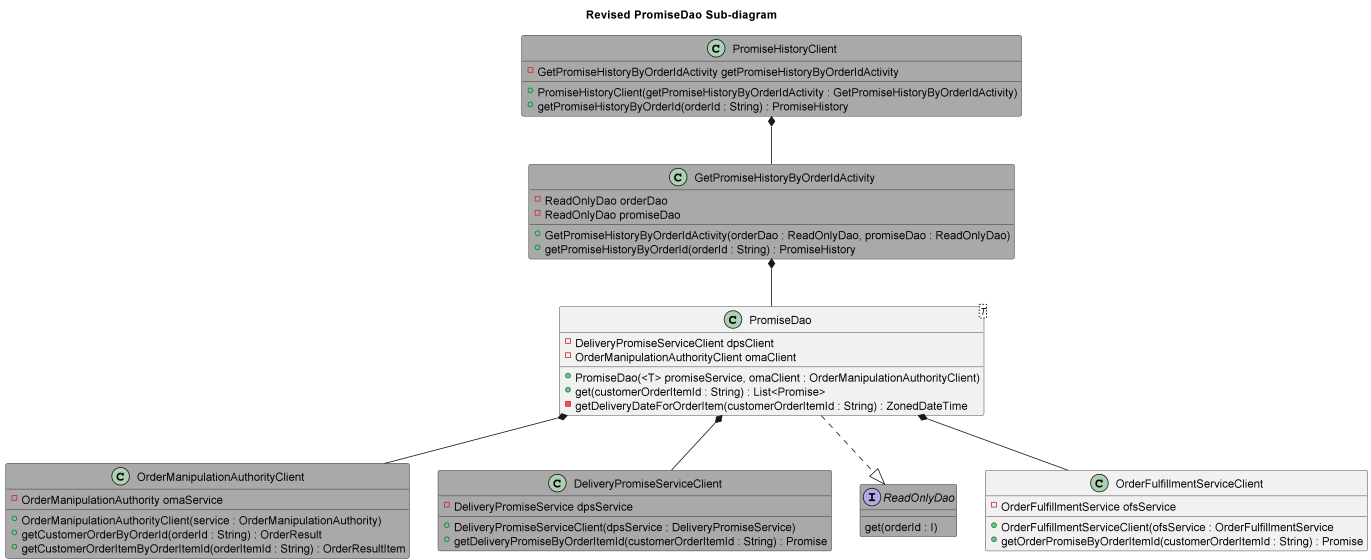 Revised PromiseDao Sub-diagram
C PromiseHistoryClient
GetPromiseHistoryByOrderIdActivity getPromiseHistoryByOrderIdActivity
PromiseHistoryClient(getPromiseHistoryByOrderIdActivity : GetPromiseHistoryByOrderIdActivity)
getPromiseHistoryByOrderId(orderId : String) : PromiseHistory
C GetPromiseHistoryByOrderIdActivity
ReadOnlyDao orderDao
ReadOnlyDao promiseDao
GetPromiseHistoryByOrderIdActivity(orderDao : ReadOnlyDao, promiseDao : ReadOnlyDao)
getPromiseHistoryByOrderId(orderId : String) : PromiseHistory
C PromiseDao T
DeliveryPromiseServiceClient dpsClient
OrderManipulationAuthorityClient omaClient
PromiseDao(<T> promiseService, omaClient : OrderManipulationAuthorityClient)
get(customerOrderItemId : String) : List<Promise>
getDeliveryDateForOrderItem(customerOrderItemId : String) : ZonedDateTime
C OrderManipulationAuthorityClient
OrderManipulationAuthority omaService
OrderManipulationAuthorityClient(service : OrderManipulationAuthority)
getCustomerOrderByOrderId(orderId : String) : OrderResult
getCustomerOrderItemByOrderItemId(orderItemId : String) : OrderResultItem
C DeliveryPromiseServiceClient
DeliveryPromiseService dpsService
DeliveryPromiseServiceClient(dpsService : DeliveryPromiseService)
getDeliveryPromiseByOrderItemId(customerOrderItemId : String) : Promise
I ReadOnlyDao
get(orderId : I)
C OrderFulfillmentServiceClient
OrderFulfillmentService ofsService
OrderFulfillmentServiceClient(ofsService : OrderFulfillmentService
getOrderPromiseByOrderItemId(customerOrderItemId : String) : Promise